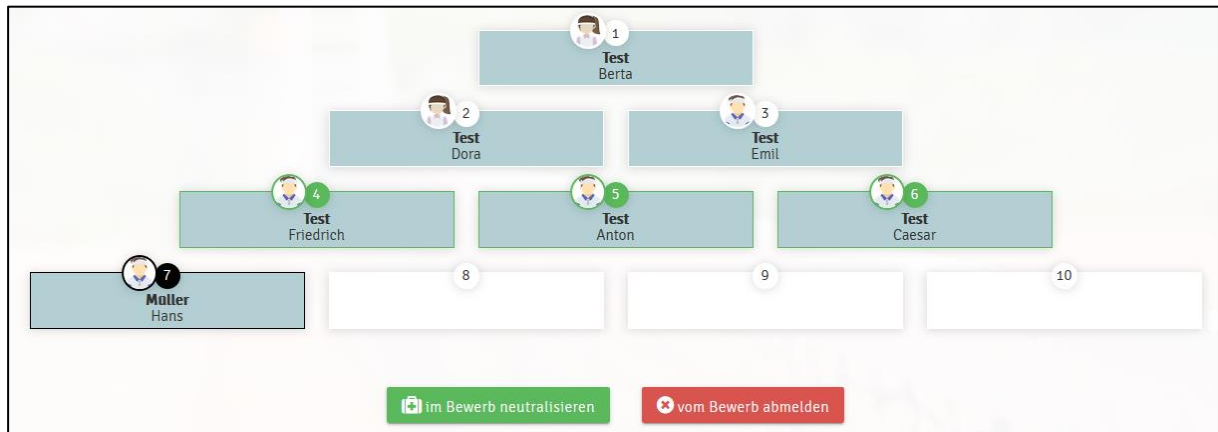 1
Test
Berta
2
Test
Dora
3
Test
Emil
4
Test
Friedrich
5
Test
Anton
6
Test
Caesar
7
Müller
Hans
8
9
10
im Bewerb neutralisieren
vom Bewerb abmelden